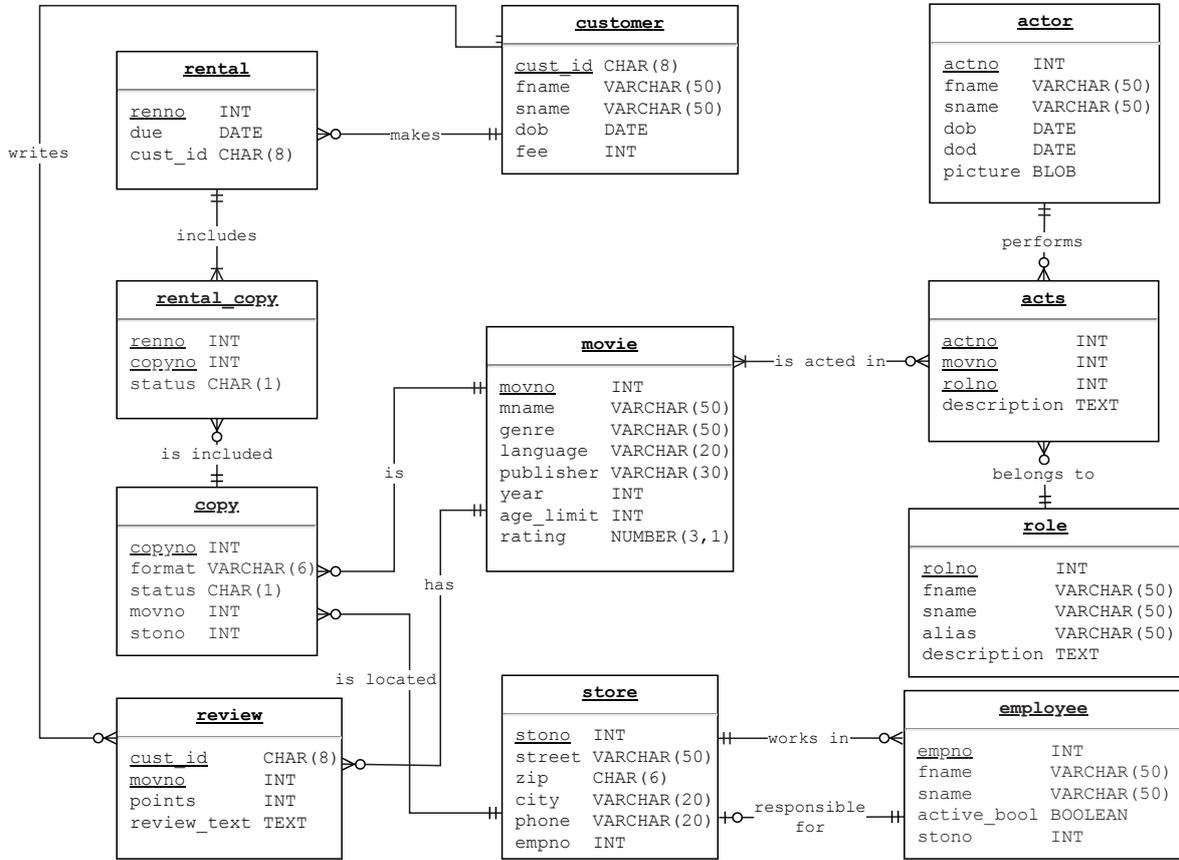 customer
cust_id CHAR(8)
fname VARCHAR(50)
sname VARCHAR(50)
dob DATE
fee INT
actor
actno INT
fname VARCHAR(50)
sname VARCHAR(50)
dob DATE
dod DATE
picture BLOB
rental
renno INT
due DATE
cust_id CHAR(8)
makes
writes
includes
performs
rental_copy
renno INT
copyno INT
status CHAR(1)
acts
actno INT
movno INT
rolno INT
description TEXT
movie
movno INT
mname VARCHAR(50)
genre VARCHAR(50)
language VARCHAR(20)
publisher VARCHAR(30)
year INT
age_limit INT
rating NUMBER(3,1)
is acted in
is included
is
belongs to
copy
copyno INT
format VARCHAR(6)
status CHAR(1)
movno INT
stono INT
has
role
rolno INT
fname VARCHAR(50)
sname VARCHAR(50)
alias VARCHAR(50)
description TEXT
is located
review
cust_id CHAR(8)
movno INT
points INT
review_text TEXT
store
stono INT
street VARCHAR(50)
zip CHAR(6)
city VARCHAR(20)
phone VARCHAR(20)
empno INT
works in
responsible
for
employee
empno INT
fname VARCHAR(50)
sname VARCHAR(50)
active_bool BOOLEAN
stono INT